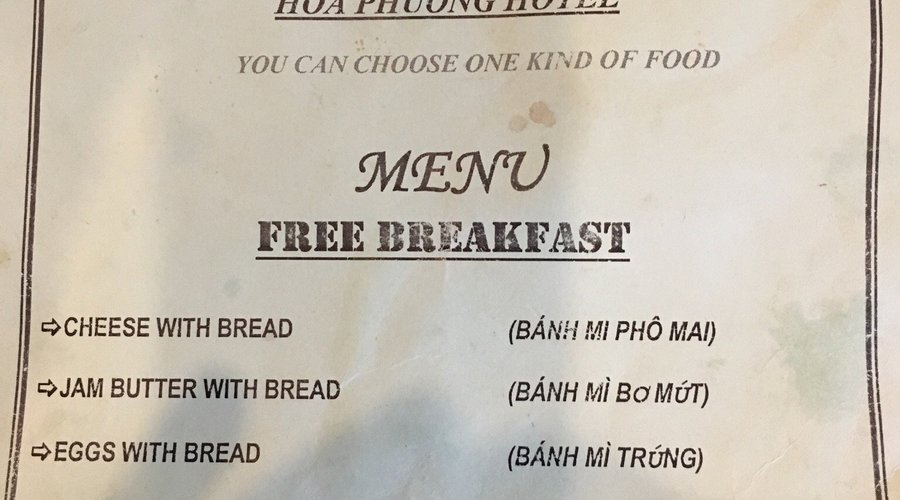 HOA PHUONG HOTEL
YOU CAN CHOOSE ONE KIND OF FOOD
MENU
FREE BREAKFAST
⇨CHEESE WITH BREAD (BÁNH MI PHÔ MAI)
⇨JAM BUTTER WITH BREAD (BÁNH MÌ BƠ MỨT)
⇨EGGS WITH BREAD (BÁNH MÌ TRỨNG)